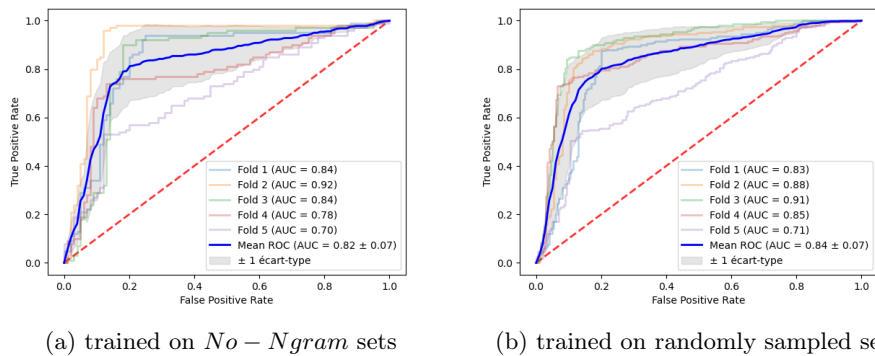 1.0
0.8
0.6
0.4
0.2
0.0
True Positive Rate
Fold 1 (AUC = 0.84)
Fold 2 (AUC = 0.92)
Fold 3 (AUC = 0.84)
Fold 4 (AUC = 0.78)
Fold 5 (AUC = 0.70)
Mean ROC (AUC = 0.82 ± 0.07)
± 1 écart-type
0.0 0.2 0.4 0.6 0.8 1.0
False Positive Rate
(a) trained on No − Ngram sets
1.0
0.8
0.6
0.4
0.2
0.0
True Positive Rate
Fold 1 (AUC = 0.83)
Fold 2 (AUC = 0.88)
Fold 3 (AUC = 0.91)
Fold 4 (AUC = 0.85)
Fold 5 (AUC = 0.71)
Mean ROC (AUC = 0.84 ± 0.07)
± 1 écart-type
0.0 0.2 0.4 0.6 0.8 1.0
False Positive Rate
(b) trained on randomly sampled se